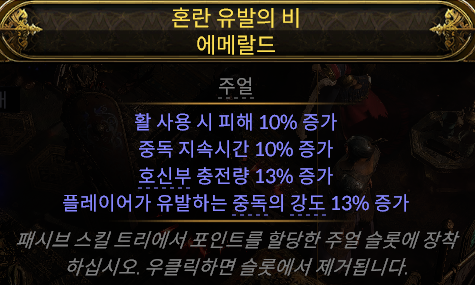 혼란 유발의 비
에메랄드
주얼
활 사용 시 피해 10% 증가
중독 지속시간 10% 증가
호신부 충전량 13% 증가
플레이어가 유발하는 중독의 강도 13% 증가
패시브 스킬 트리에서 포인트를 할당한 주얼 슬롯에 장착
하십시오. 우클릭하면 슬롯에서 제거됩니다.